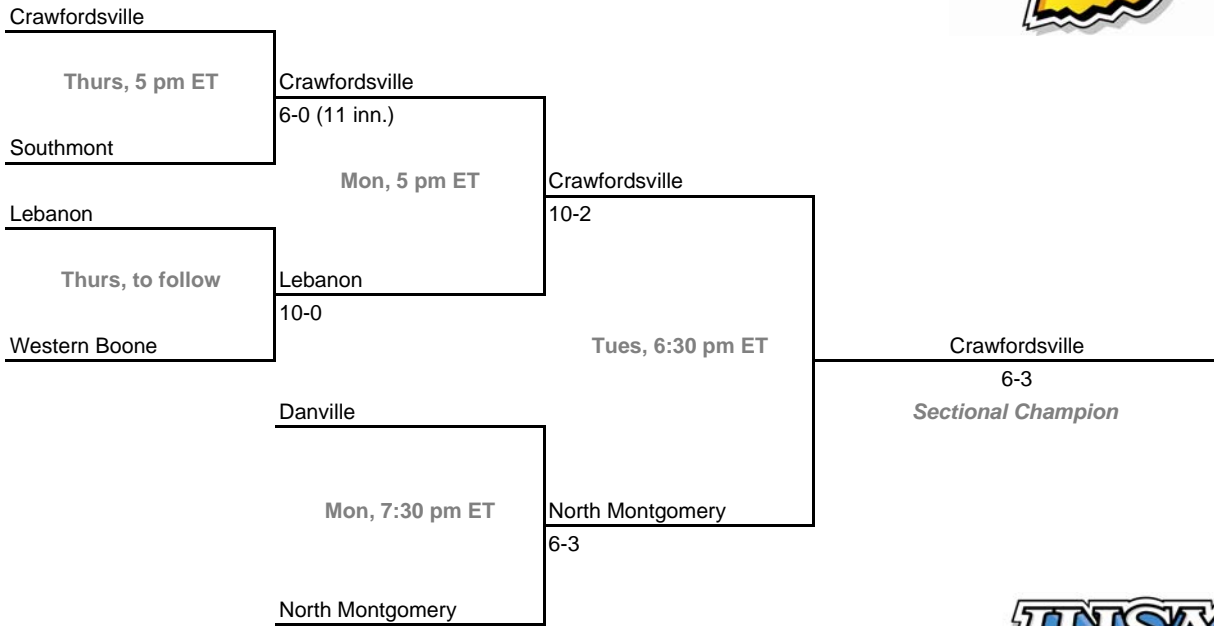 Crawfordsville
Thurs, 5 pm ET
Crawfordsville
6-0 (11 inn.)
Southmont
Mon, 5 pm ET
Crawfordsville
10-2
Lebanon
Thurs, to follow
Lebanon
10-0
Western Boone
Tues, 6:30 pm ET
Crawfordsville
6-3
Sectional Champion
Danville
Mon, 7:30 pm ET
North Montgomery
6-3
North Montgomery